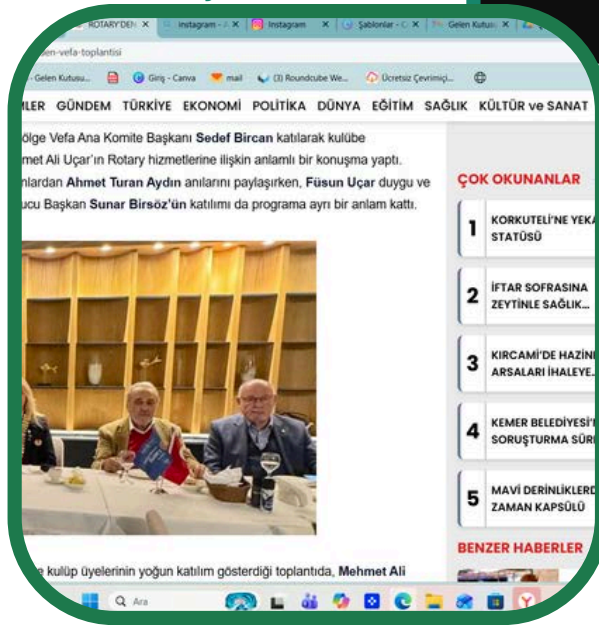 ROTARY'DEN
instagram - A
Instagram
Şablonlar - C
Gelen Kutusu
en-vefa-toplantisi
- Gelen Kutusu...
Giriş - Canva
mail
(3) Roundcube We...
Ücretsiz Çevrimiçi...
GÜNDEM TÜRKİYE EKONOMİ POLİTİKA DÜNYA EĞİTİM SAĞLIK KÜLTÜR ve SANAT
ölge Vefa Ana Komite Başkanı Sedef Bircan katılarak kulübe
met Ali Uçar'ın Rotary hizmetlerine ilişkin anlamlı bir konuşma yaptı.
nlardan Ahmet Turan Aydın anılarını paylaşırken, Füsun Uçar duygu ve
ucu Başkan Sunar Birsöz'ün katılımı da programa ayrı bir anlam kattı.
ÇOK OKUNANLAR
1
KORKUTELİ'NE YEKA
STATÜSÜ
2
İFTAR SOFRASINA
ZEYTİNLE SAĞLIK...
3
KIRCAMİ'DE HAZİN
ARSALARI İHALEYE..
4
KEMER BELEDİYESİ'
SORUŞTURMA SÜR
5
MAVİ DERİNLİKLERD
ZAMAN KAPSÜLÜ
BENZER HABERLER
e kulüp üyelerinin yoğun katılım gösterdiği toplantıda, Mehmet Ali
Ara